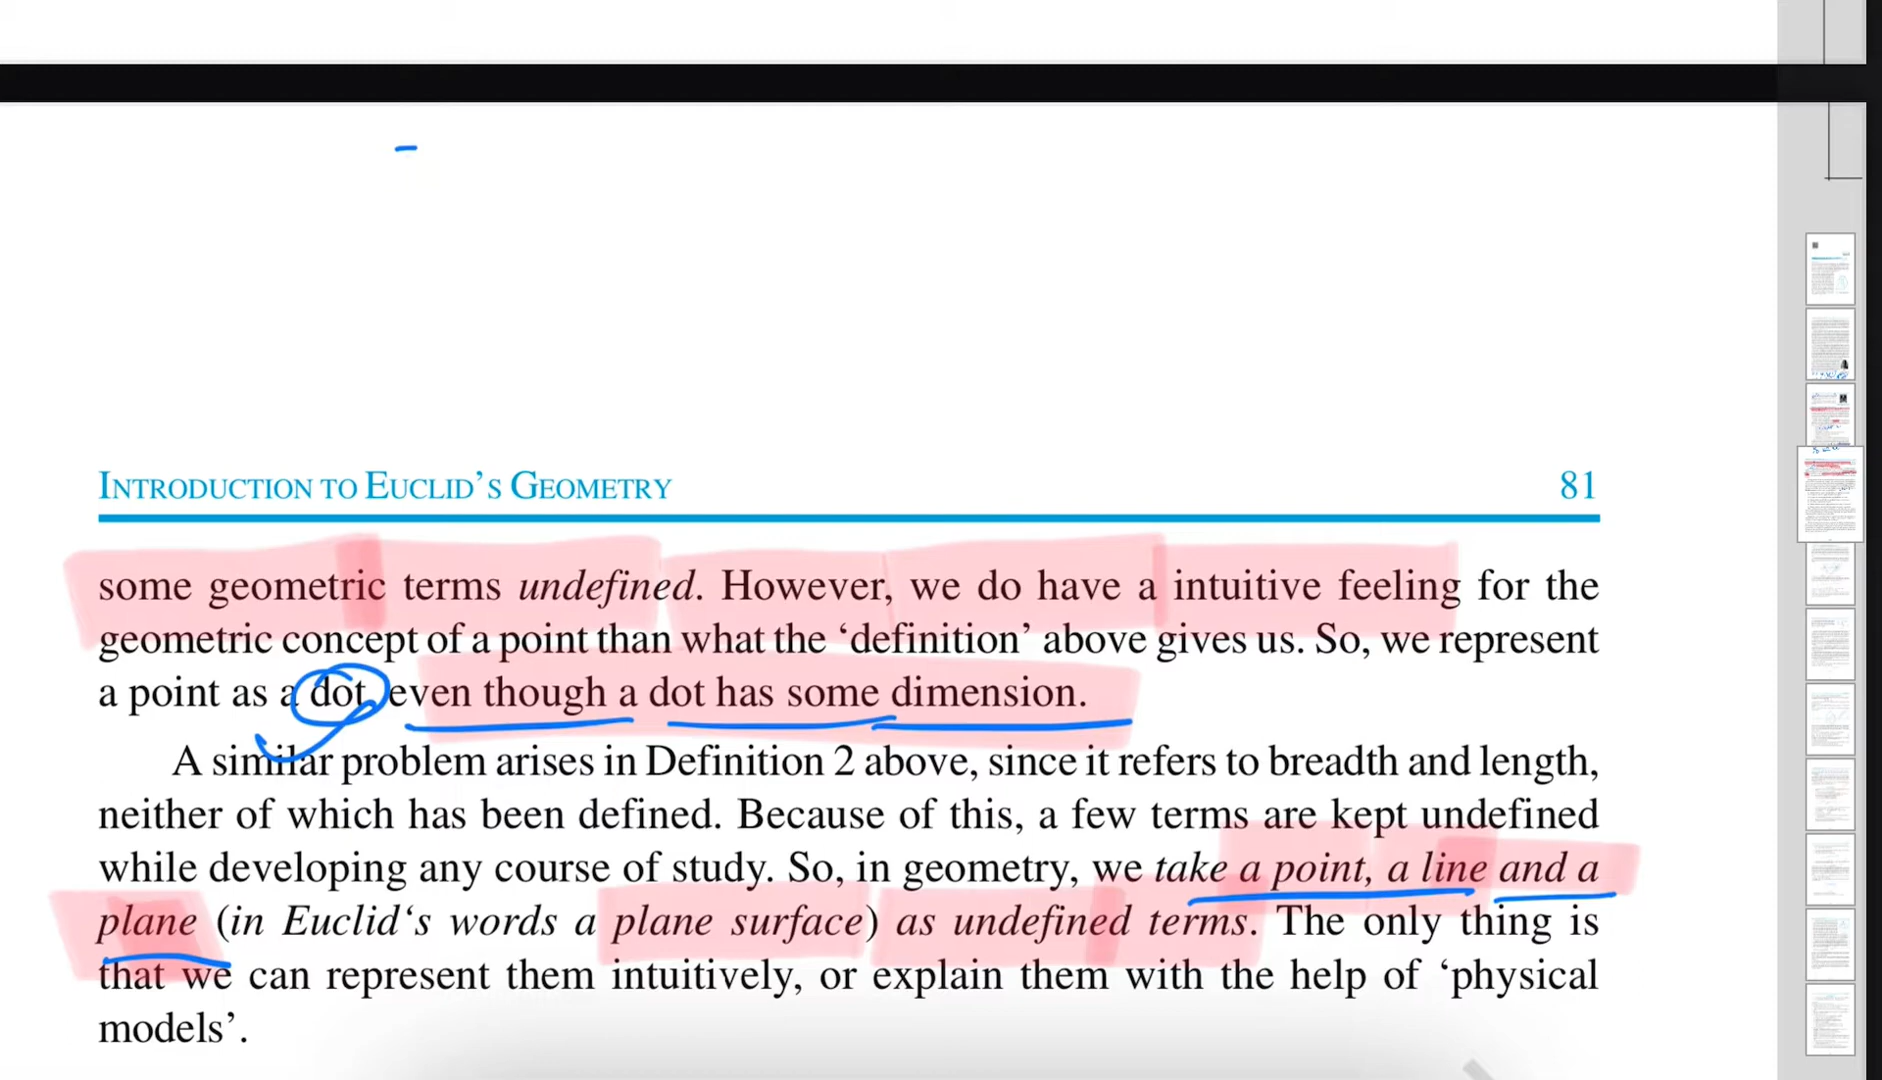 INTRODUCTION TO EUCLID'S GEOMETRY 81
some geometric terms undefined. However, we do have a intuitive feeling for the
geometric concept of a point than what the ‘definition’ above gives us. So, we represent
a point as a dot, even though a dot has some dimension.
A similar problem arises in Definition 2 above, since it refers to breadth and length,
neither of which has been defined. Because of this, a few terms are kept undefined
while developing any course of study. So, in geometry, we take a point, a line and a
plane (in Euclid‘s words a plane surface) as undefined terms. The only thing is
that we can represent them intuitively, or explain them with the help of ‘physical
models’.